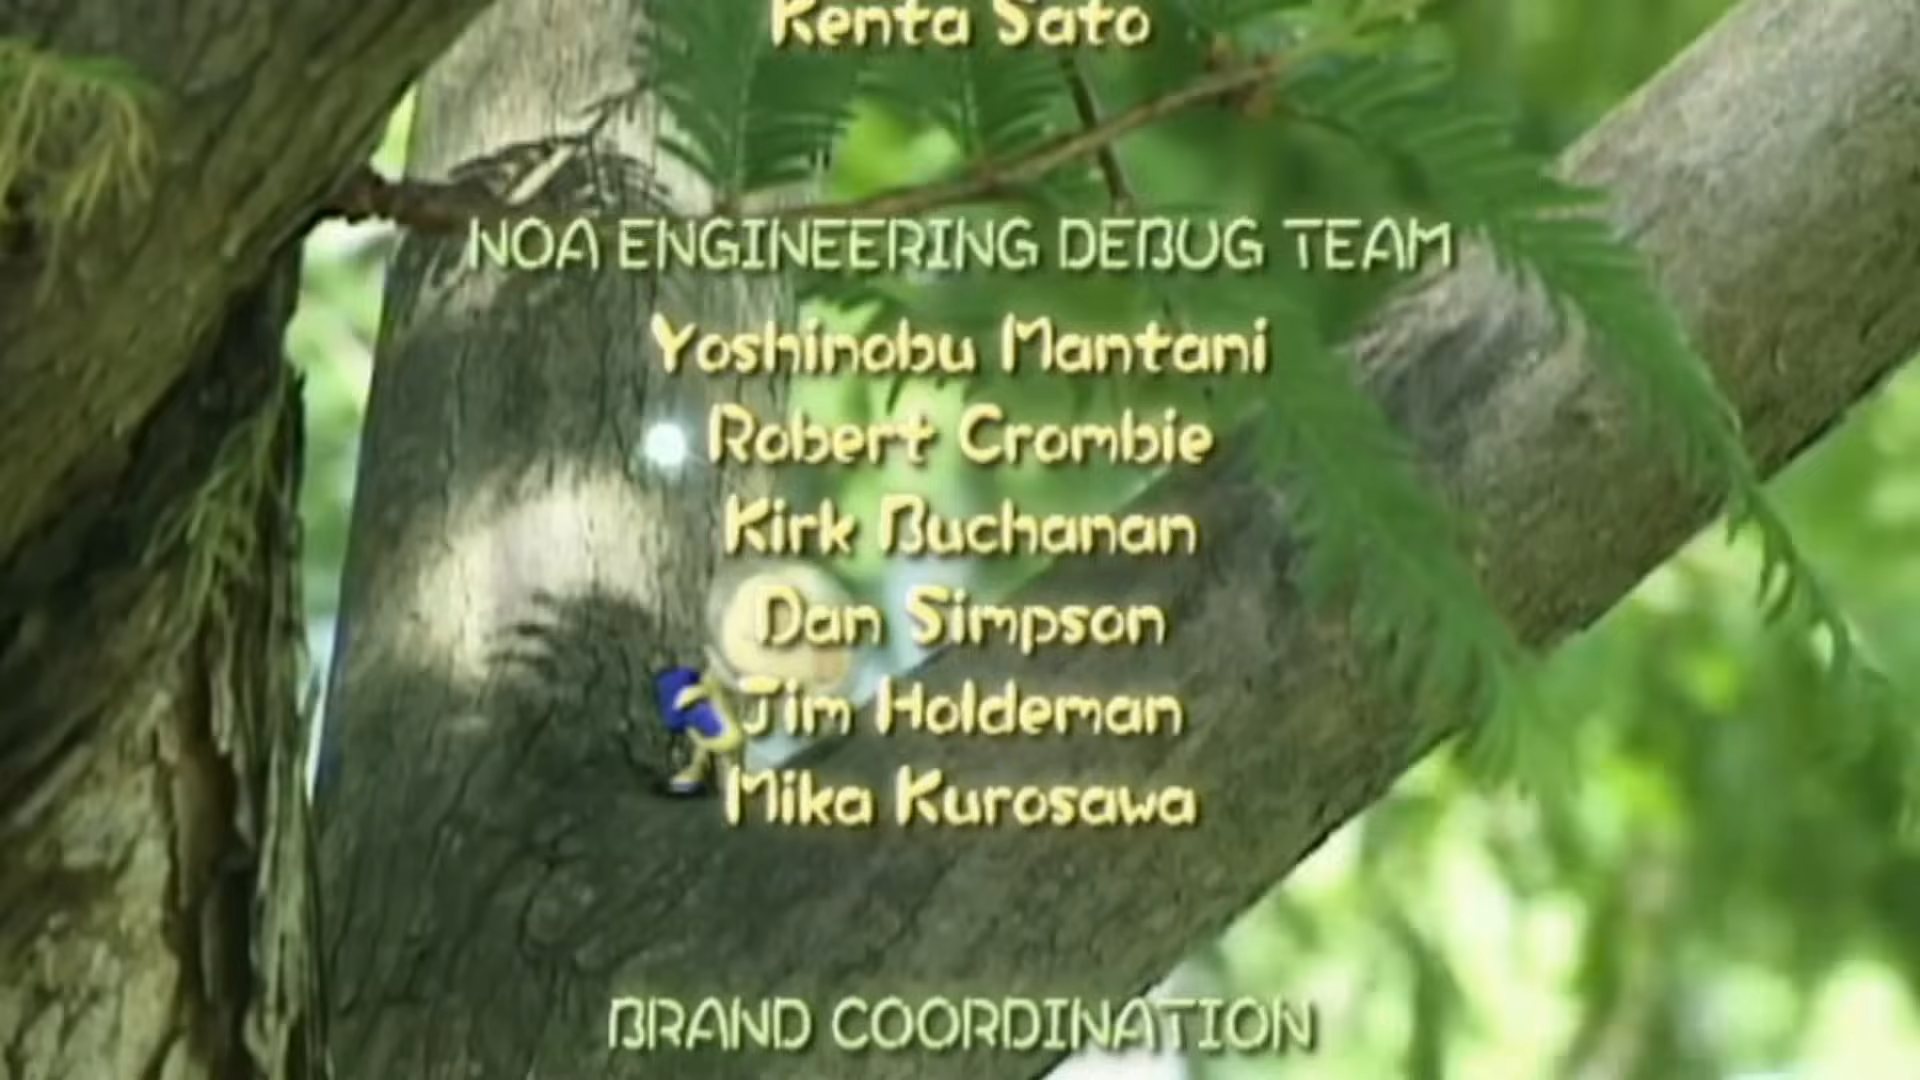 Kenta Sato
NOA ENGINEERING DEBUG TEAM
Yoshinobu Mantani
Robert Crombie
Kirk Buchanan
Dan Simpson
Jim Holdeman
Mika Kurosawa
BRAND COORDINATION